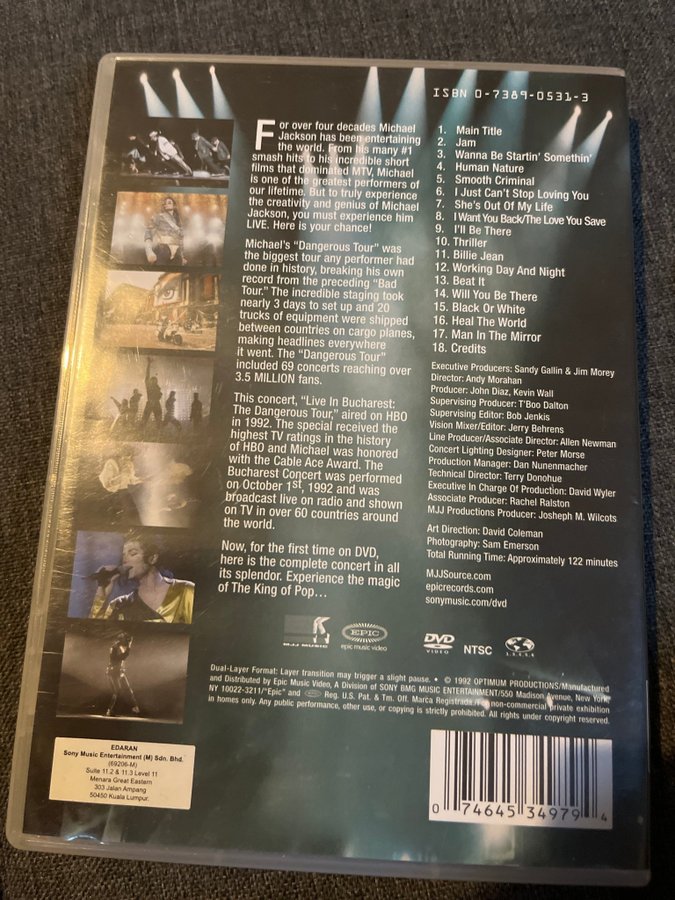 ISBN 0-7389-0531-3
For over four decades Michael
Jackson has been entertaining
the world. From his many #1
smash hits to his incredible short
films that dominated MTV, Michael
is one of the greatest performers of
our lifetime. But to truly experience
the creativity and genius of Michael
Jackson, you must experience him
LIVE. Here is your chance!
Michael's "Dangerous Tour" was
the biggest tour any performer had
done in history, breaking his own
record from the preceding "Bad
Tour." The incredible staging took
nearly 3 days to set up and 20
trucks of equipment were shipped
between countries on cargo planes,
making headlines everywhere
it went. The "Dangerous Tour"
included 69 concerts reaching over
3.5 MILLION fans.
This concert, "Live In Bucharest:
The Dangerous Tour," aired on HBO
in 1992. The special received the
highest TV ratings in the history
of HBO and Michael was honored
with the Cable Ace Award. The
Bucharest Concert was performed
on October 1st, 1992 and was
broadcast live on radio and shown
on TV in over 60 countries around
the world.
Now, for the first time on DVD,
here is the complete concert in all
its splendor. Experience the magic
of The King of Pop…
1. Main Title
2. Jam
3. Wanna Be Startin' Somethin'
4. Human Nature
5. Smooth Criminal
6. I Just Can't Stop Loving You
7. She's Out Of My Life
8. I Want You Back/The Love You Save
9. I'll Be There
10. Thriller
11. Billie Jean
12. Working Day And Night
13. Beat It
14. Will You Be There
15. Black Or White
16. Heal The World
17. Man In The Mirror
18. Credits
Executive Producers: Sandy Gallin & Jim Morey
Director: Andy Morahan
Producer: John Diaz, Kevin Wall
Supervising Producer: T'Boo Dalton
Supervising Editor: Bob Jenkis
Vision Mixer/Editor: Jerry Behrens
Line Producer/Associate Director: Allen Newman
Concert Lighting Designer: Peter Morse
Production Manager: Dan Nunenmacher
Technical Director: Terry Donohue
Executive In Charge Of Production: David Wyler
Associate Producer: Rachel Ralston
MJJ Productions Producer: Josheph M. Wilcots
Art Direction: David Coleman
Photography: Sam Emerson
Total Running Time: Approximately 122 minutes
MJJSource.com
epicrecords.com
sonymusic.com/dvd
MJJ MUSIC
EPIC
epic music video
DVD
VIDEO
NTSC
Dual-Layer Format: Layer transition may trigger a slight pause. • © 1992 OPTIMUM PRODUCTIONS/Manufactured
and Distributed by Epic Music Video, A Division of SONY BMG MUSIC ENTERTAINMENT/550 Madison Avenue, New York,
NY 10022-3211/"Epic" and Reg. U.S. Pat. & Tm. Off. Marca Registrada./For non-commercial private exhibition
in homes only. Any public performance, other use, or copying is strictly prohibited. All rights under copyright reserved.
EDARAN
Sony Music Entertainment (M) Sdn. Bhd.
(69206-M)
Suite 11.2 & 11.3 Level 11
Menara Great Eastern
303 Jalan Ampang
50450 Kuala Lumpur.
0 74645 34979 4